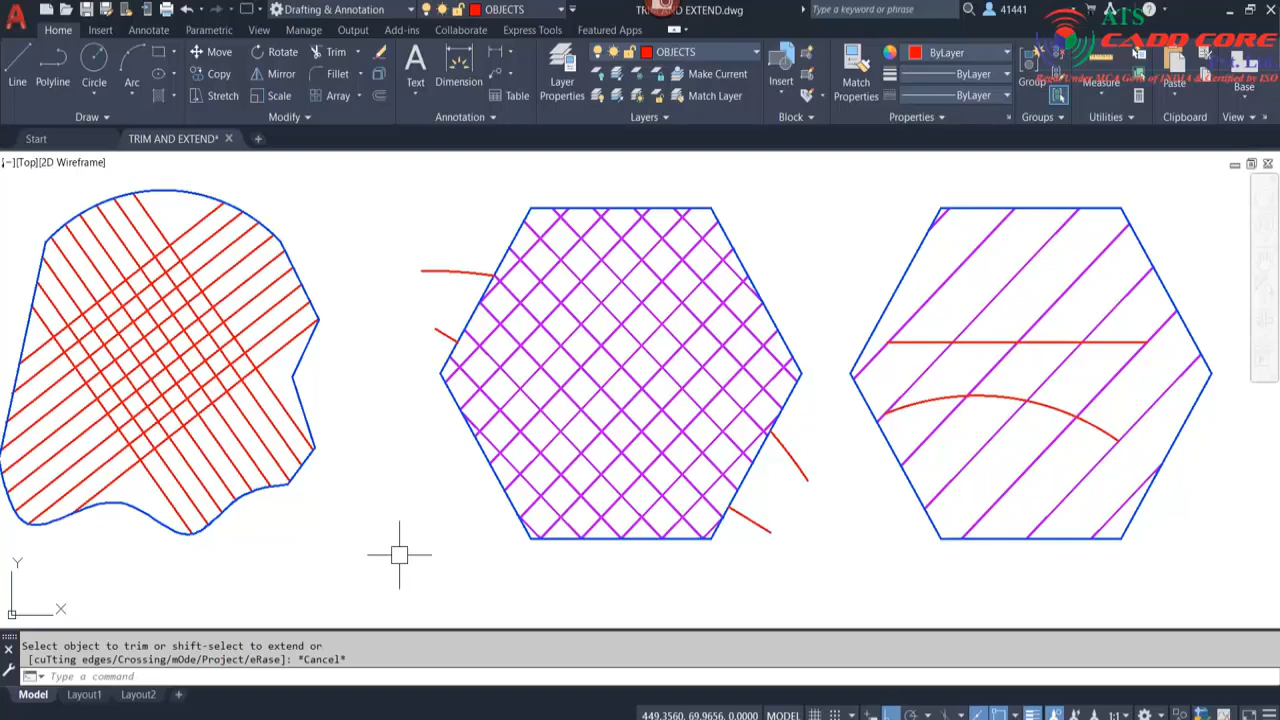 Drafting & Annotation
OBJECTS
TRIM AND EXTEND.dwg
Type a keyword or phrase
41441
ATS
CADD CORE
Home Insert Annotate Parametric View Manage Output Add-ins Collaborate Express Tools Featured Apps
Line
Polyline
Circle
Arc
Move
Copy
Stretch
Rotate
Mirror
Scale
Trim
Fillet
Array
Text
Dimension
Table
Layer
Properties
OBJECTS
Make Current
Match Layer
Insert
Match
Properties
ByLayer
ByLayer
ByLayer
Group
Measure
Paste
Base
Draw
Modify
Annotation
Layers
Block
Properties
Groups
Utilities
Clipboard
View
Start
TRIM AND EXTEND*
[−][Top][2D Wireframe]
Y
X
Select object to trim or shift-select to extend or
[cuTting edges/Crossing/mOde/Project/eRase]: *Cancel*
Type a command
Model Layout1 Layout2
449.3560, 69.9656, 0.0000 MODEL
1:1